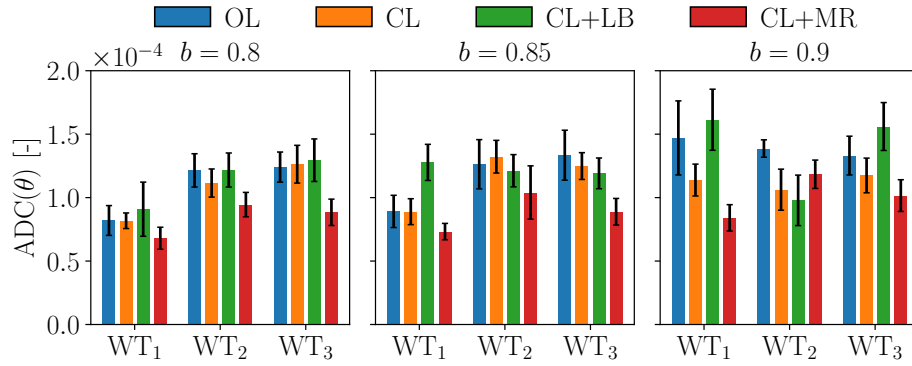 OL CL CL+LB CL+MR
×10⁻⁴ b = 0.8 b = 0.85 b = 0.9
2.0
1.5
1.0
0.5
0.0
ADC(θ) [-]
WT₁ WT₂ WT₃ WT₁ WT₂ WT₃ WT₁ WT₂ WT₃